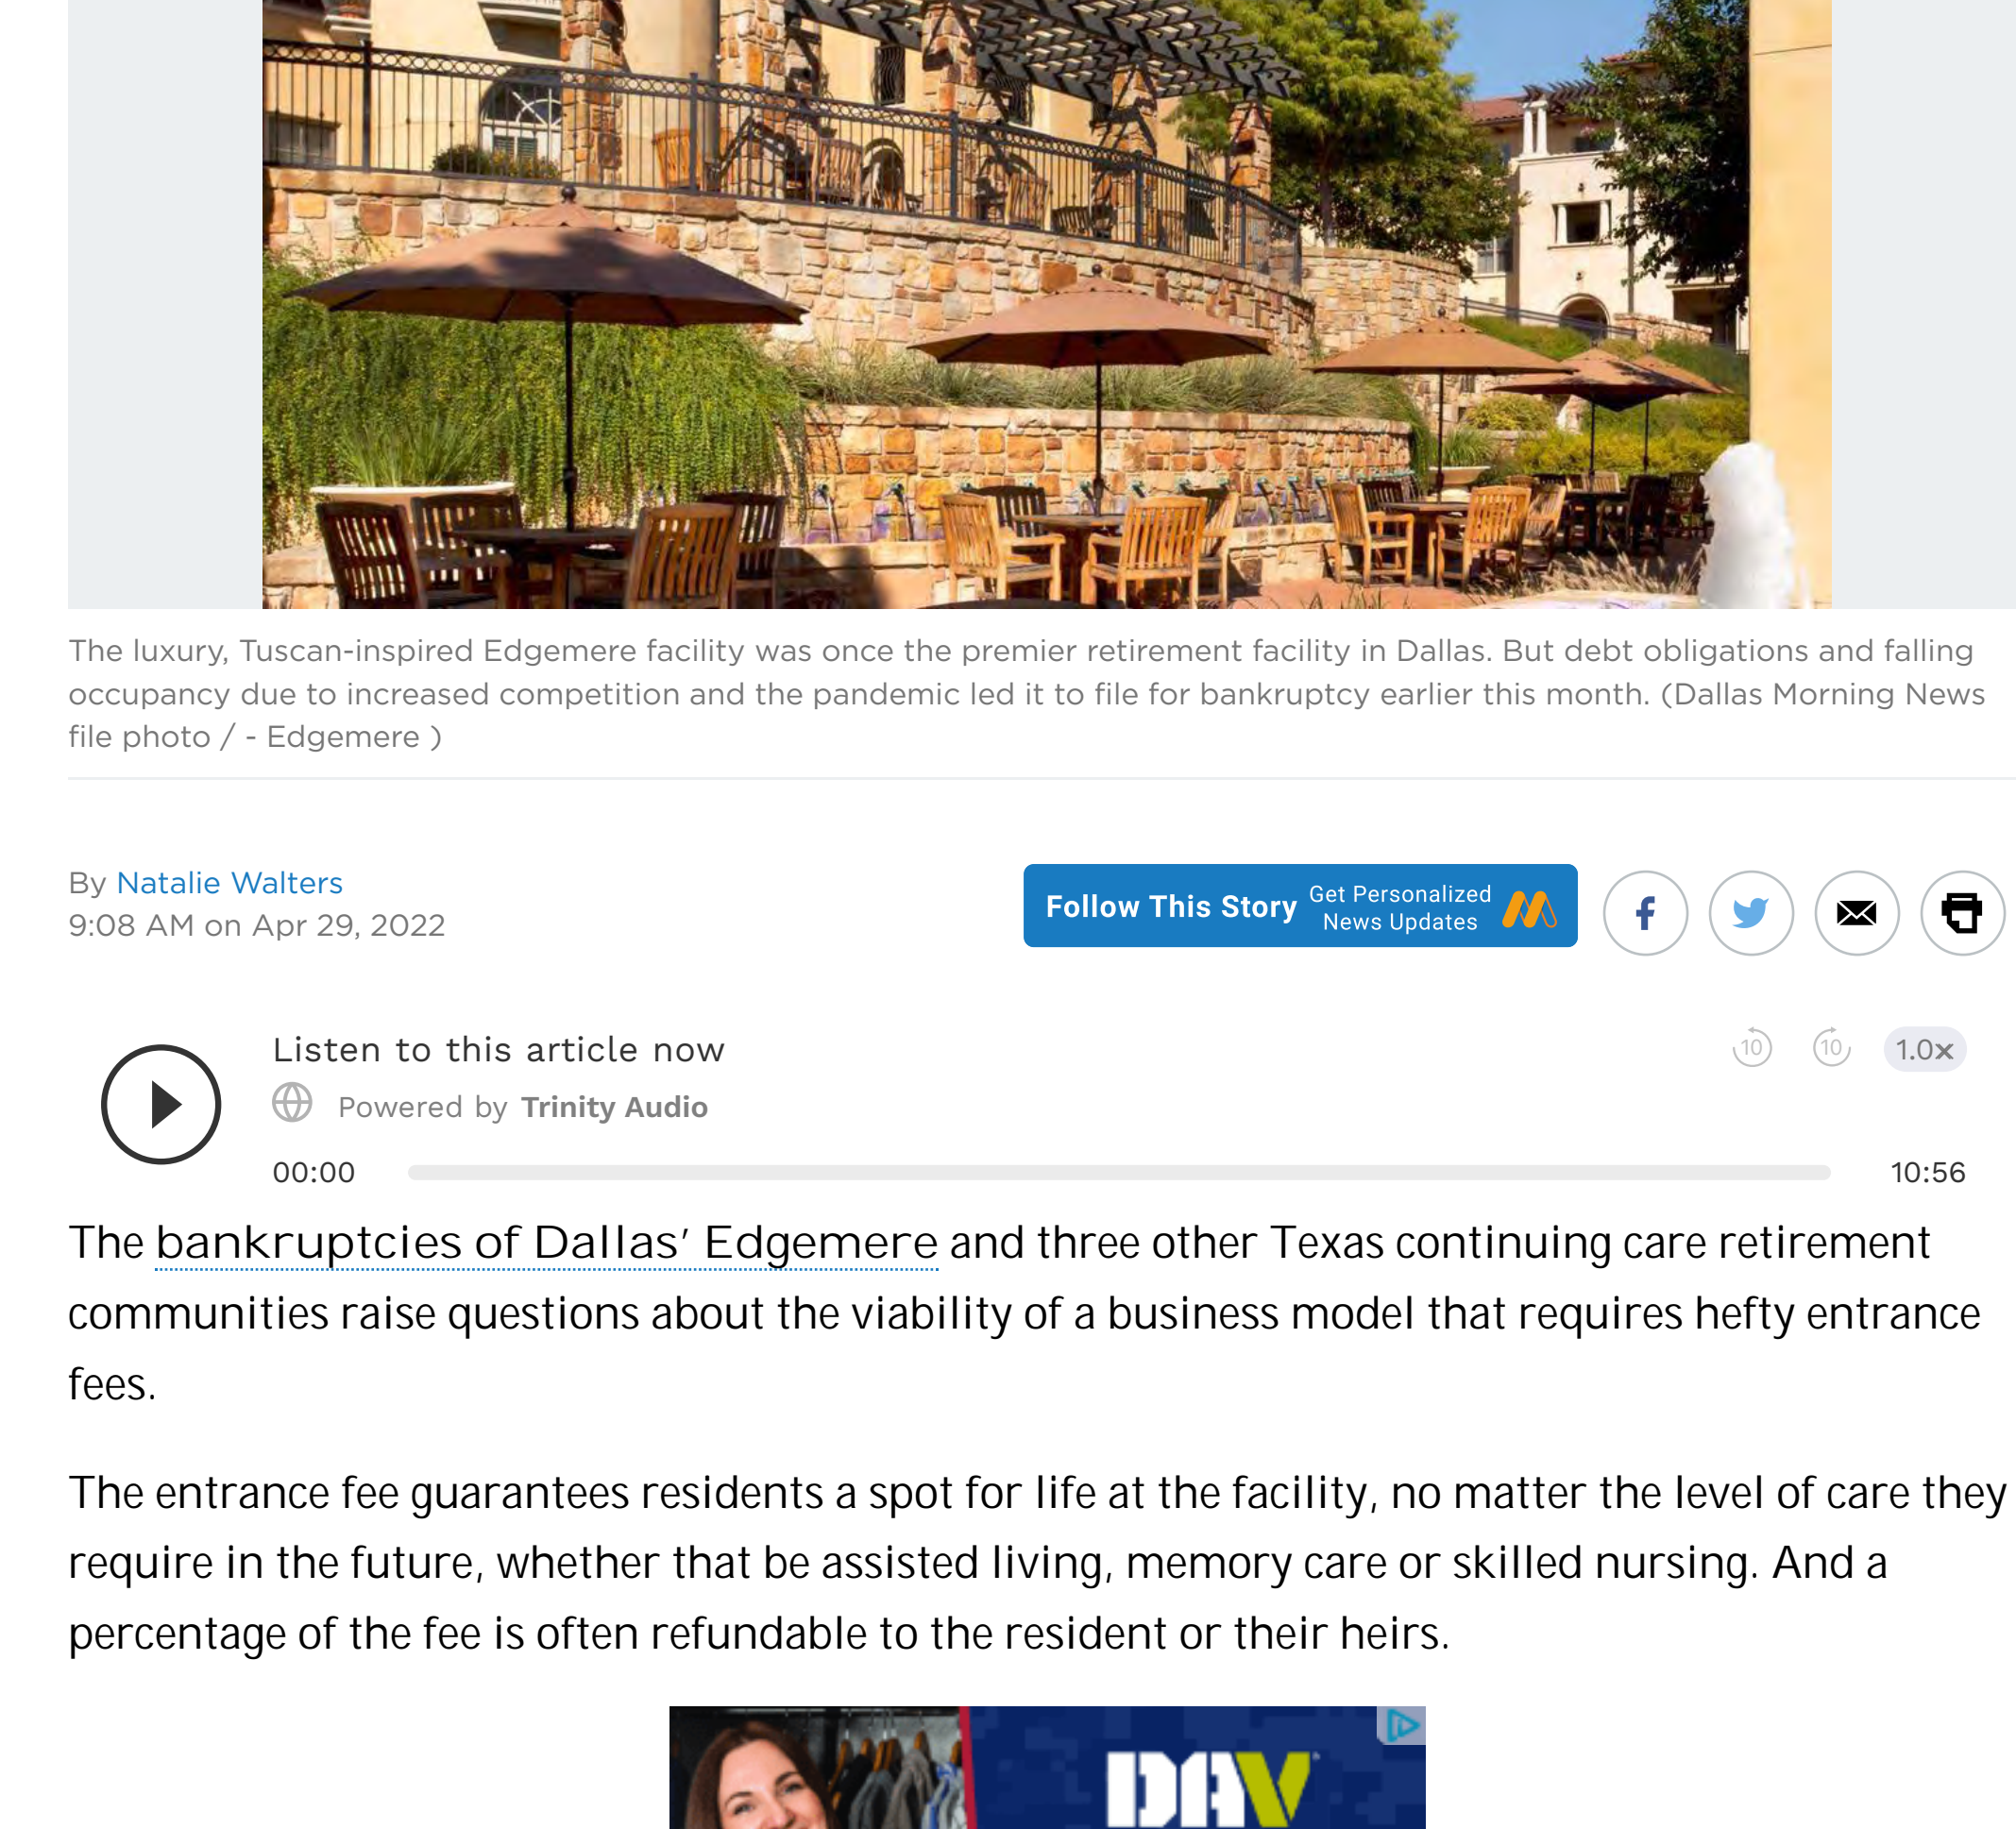 The luxury, Tuscan-inspired Edgemere facility was once the premier retirement facility in Dallas. But debt obligations and falling
occupancy due to increased competition and the pandemic led it to file for bankruptcy earlier this month. (Dallas Morning News
file photo / - Edgemere )
By Natalie Walters
9:08 AM on Apr 29, 2022
Follow This Story
Get Personalized
News Updates
Listen to this article now
10
10
1.0x
Powered by Trinity Audio
00:00
10:56
The bankruptcies of Dallas’ Edgemere and three other Texas continuing care retirement
communities raise questions about the viability of a business model that requires hefty entrance
fees.
The entrance fee guarantees residents a spot for life at the facility, no matter the level of care they
require in the future, whether that be assisted living, memory care or skilled nursing. And a
percentage of the fee is often refundable to the resident or their heirs.
DAV